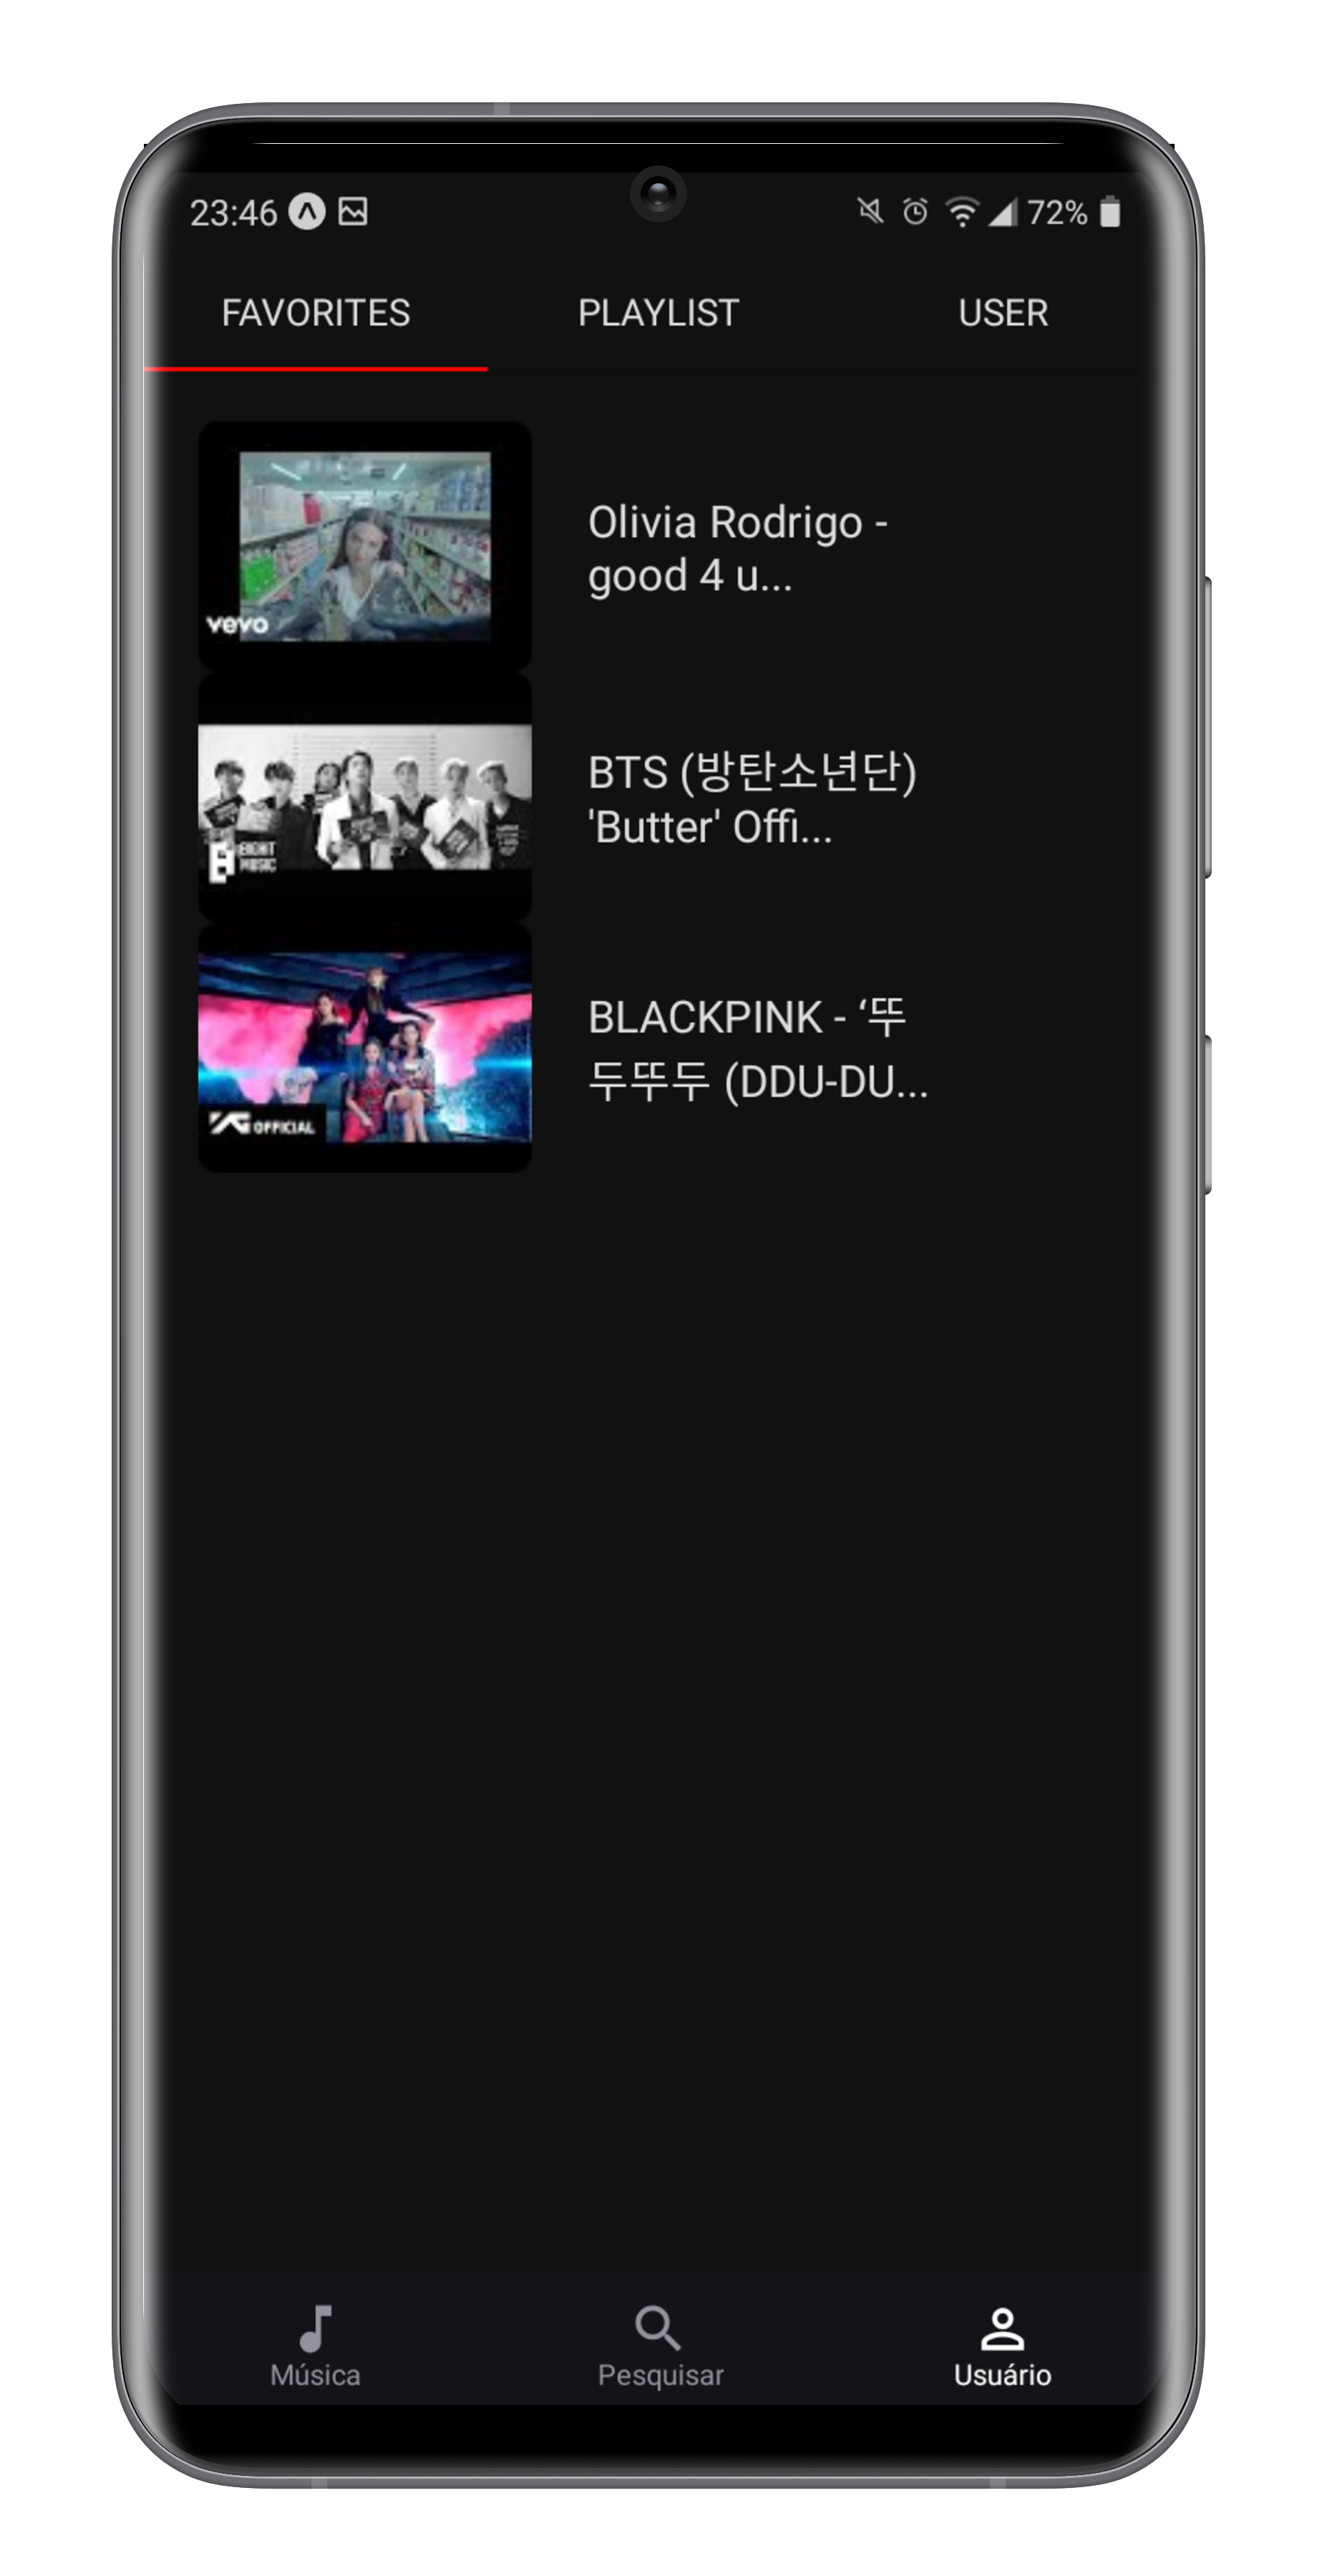 23:46
72%
FAVORITES PLAYLIST USER
vevo
Olivia Rodrigo -
good 4 u...
BIGHIT
MUSIC
BTS (방탄소년단)
'Butter' Offi...
YG OFFICIAL
BLACKPINK - ‘뚜
두뚜두 (DDU-DU...
Música Pesquisar Usuário